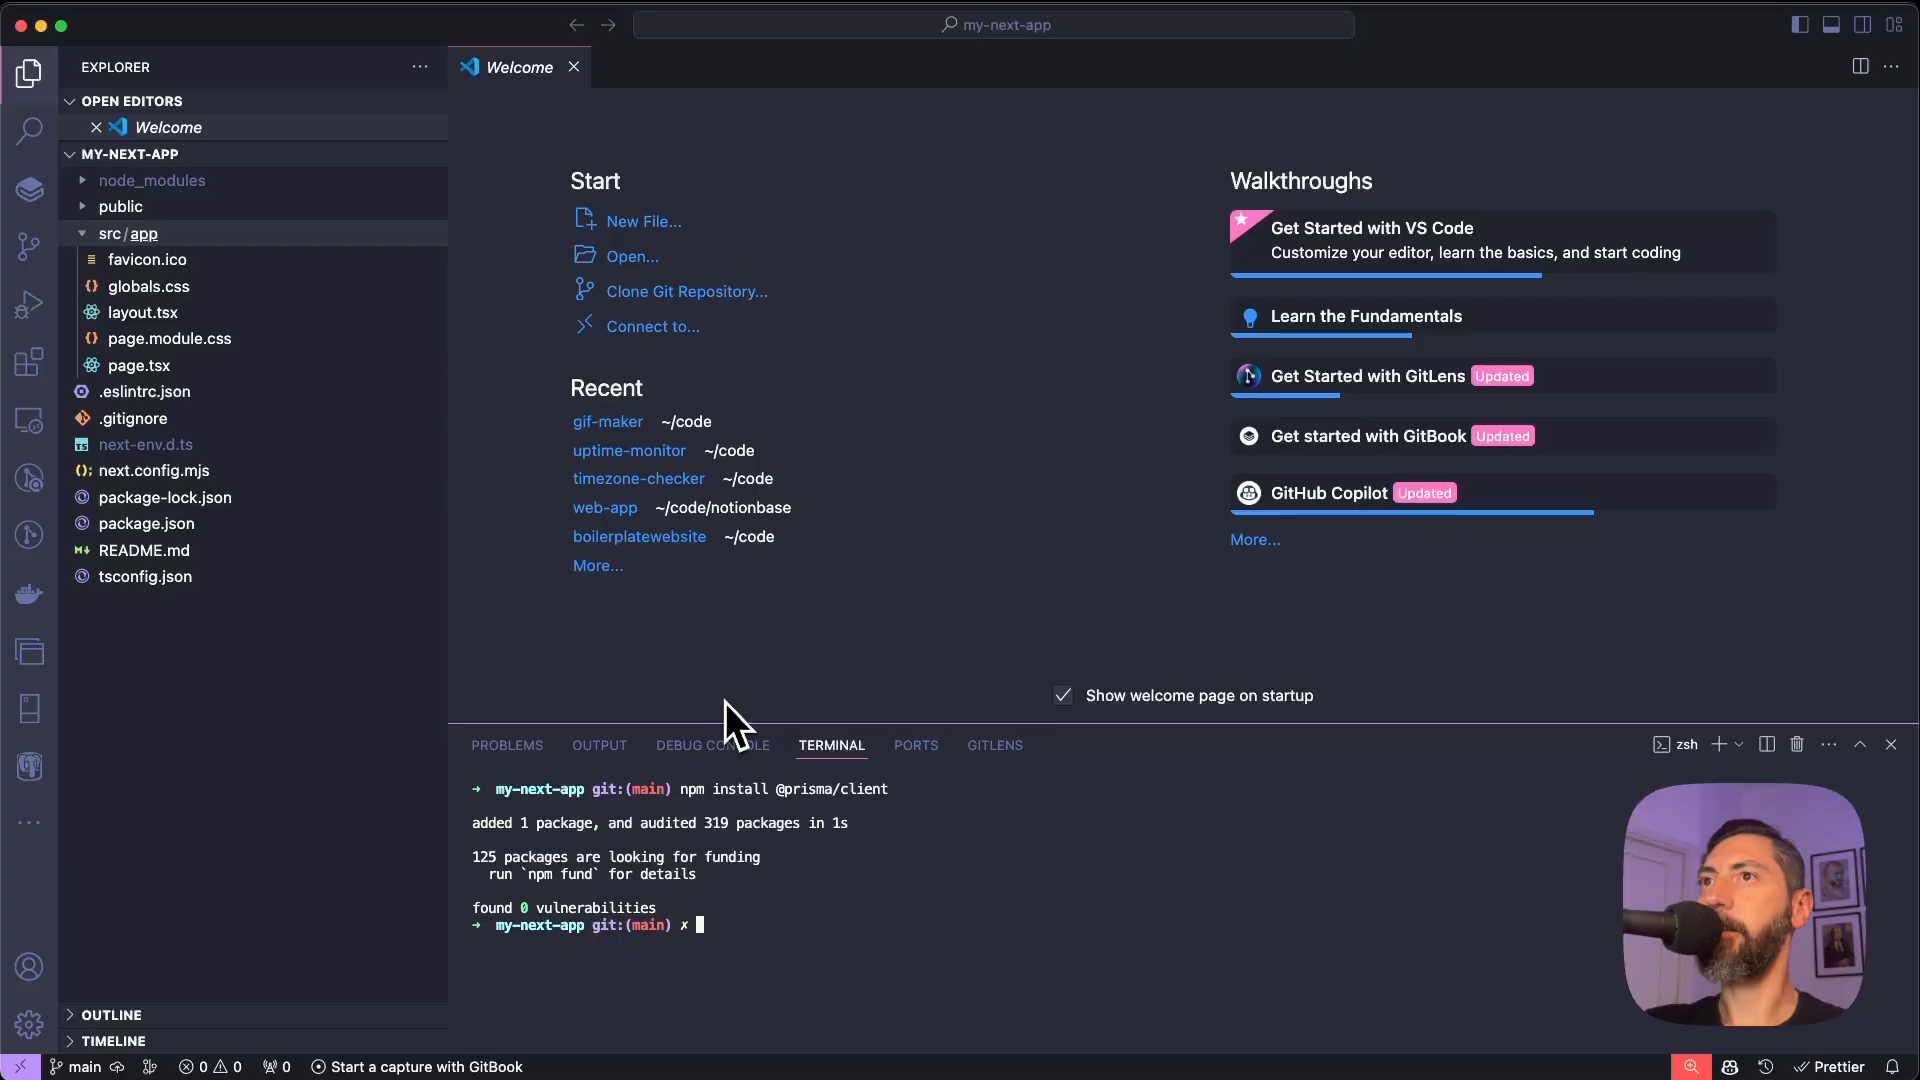 my-next-app
EXPLORER
OPEN EDITORS
Welcome
MY-NEXT-APP
node_modules
public
src/app
favicon.ico
globals.css
layout.tsx
page.module.css
page.tsx
.eslintrc.json
.gitignore
next-env.d.ts
next.config.mjs
package-lock.json
package.json
README.md
tsconfig.json
OUTLINE
TIMELINE
Welcome
Start
New File...
Open...
Clone Git Repository...
Connect to...
Recent
gif-maker ~/code
uptime-monitor ~/code
timezone-checker ~/code
web-app ~/code/notionbase
boilerplatewebsite ~/code
More...
Walkthroughs
Get Started with VS Code
Customize your editor, learn the basics, and start coding
Learn the Fundamentals
Get Started with GitLens Updated
Get started with GitBook Updated
GitHub Copilot Updated
More...
Show welcome page on startup
PROBLEMS OUTPUT DEBUG CONSOLE TERMINAL PORTS GITLENS
zsh
→ my-next-app git:(main) npm install @prisma/client
added 1 package, and audited 319 packages in 1s
125 packages are looking for funding
run `npm fund` for details
found 0 vulnerabilities
→ my-next-app git:(main) ✗
main 0 0 0 Start a capture with GitBook Prettier